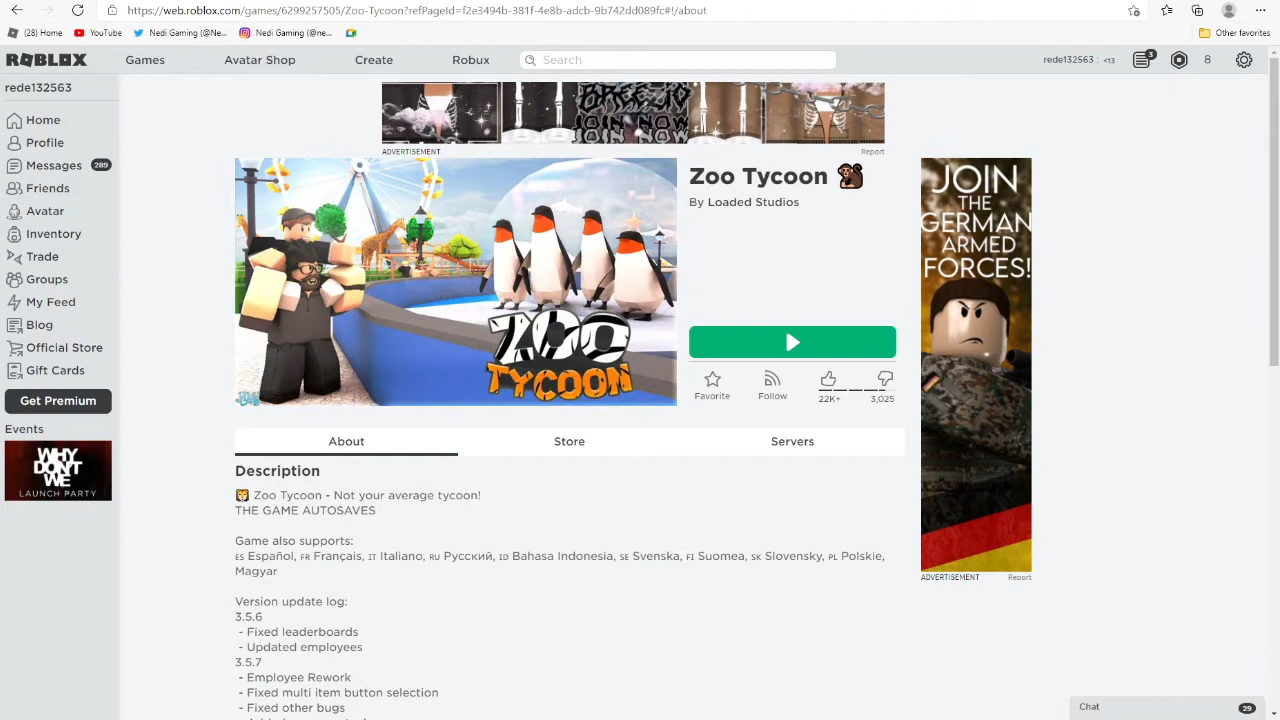 https://web.roblox.com/games/6299257505/Zoo-Tycoon?refPageId=f2e3494b-381f-4e8b-adcb-9b742dd089fc#!/about
(28) Home YouTube Twitter | Nedi Gaming (@Ne... Nedi Gaming (@ne... Other favorites
ROBLOX Games Avatar Shop Create Robux Search rede132563 : <13 3 8
rede132563
Home
Profile
Messages 289
Friends
Avatar
Inventory
Trade
Groups
My Feed
Blog
Official Store
Gift Cards
Get Premium
Events
WHY
DON'T
WE
LAUNCH PARTY
BREEZIO
JOIN NOW
ADVERTISEMENT Report
ZOO
TYCOON
Zoo Tycoon
By Loaded Studios
Favorite Follow 22K+ 3,025
About Store Servers
Description
Zoo Tycoon - Not your average tycoon!
THE GAME AUTOSAVES
Game also supports:
ES Español, FR Français, IT Italiano, RU Русский, ID Bahasa Indonesia, SE Svenska, FI Suomea, SK Slovensky, PL Polskie,
Magyar
Version update log:
3.5.6
- Fixed leaderboards
- Updated employees
3.5.7
- Employee Rework
- Fixed multi item button selection
- Fixed other bugs
JOIN
THE
GERMAN
ARMED
FORCES!
ADVERTISEMENT Report
Chat 29